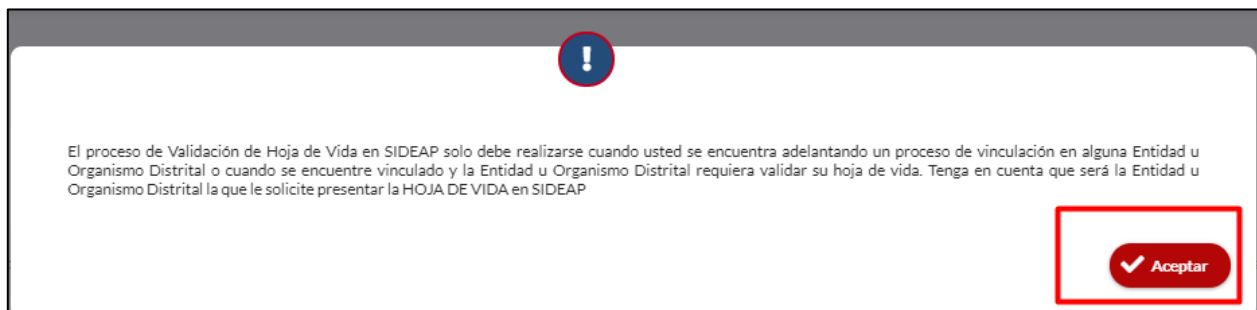 !
El proceso de Validación de Hoja de Vida en SIDEAP solo debe realizarse cuando usted se encuentra adelantando un proceso de vinculación en alguna Entidad u
Organismo Distrital o cuando se encuentre vinculado y la Entidad u Organismo Distrital requiera validar su hoja de vida. Tenga en cuenta que será la Entidad u
Organismo Distrital la que le solicite presentar la HOJA DE VIDA en SIDEAP
Aceptar